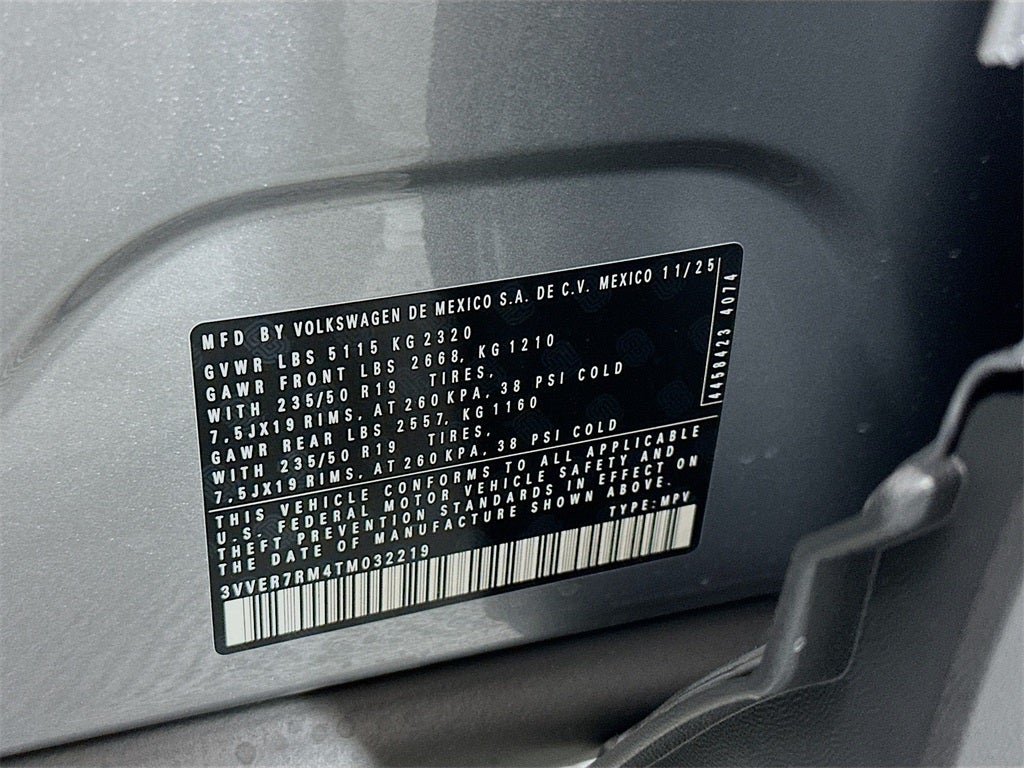 MFD BY VOLKSWAGEN DE MEXICO S.A. DE C.V. MEXICO 11/25
GVWR LBS 5115 KG 2320
GAWR FRONT LBS 2668, KG 1210
WITH 235/50 R19 TIRES,
7,5JX19 RIMS, AT 260 KPA, 38 PSI COLD
GAWR REAR LBS 2557, KG 1160
WITH 235/50 R19 TIRES,
7,5JX19 RIMS, AT 260 KPA, 38 PSI COLD
4458423 4074
THIS VEHICLE CONFORMS TO ALL APPLICABLE
U.S. FEDERAL MOTOR VEHICLE SAFETY AND
THEFT PREVENTION STANDARDS IN EFFECT ON
THE DATE OF MANUFACTURE SHOWN ABOVE.
TYPE: MPV
3VVER7RM4TM032219